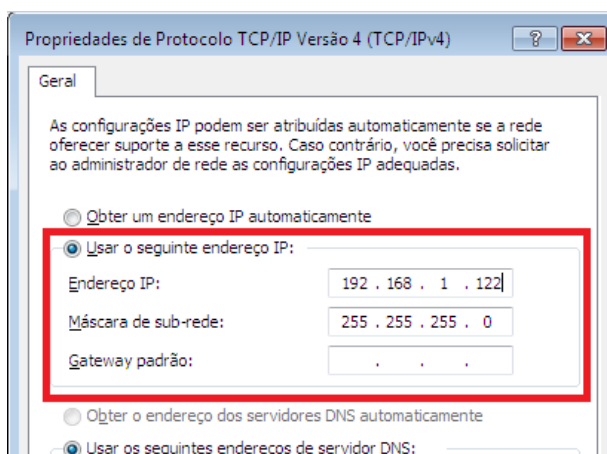 Propriedades de Protocolo TCP/IP Versão 4 (TCP/IPv4)
Geral
As configurações IP podem ser atribuídas automaticamente se a rede
oferecer suporte a esse recurso. Caso contrário, você precisa solicitar
ao administrador de rede as configurações IP adequadas.
Obter um endereço IP automaticamente
Usar o seguinte endereço IP:
Endereço IP: 192 . 168 . 1 . 122
Máscara de sub-rede: 255 . 255 . 255 . 0
Gateway padrão: . . .
Obter o endereço dos servidores DNS automaticamente
Usar os seguintes endereços de servidor DNS: